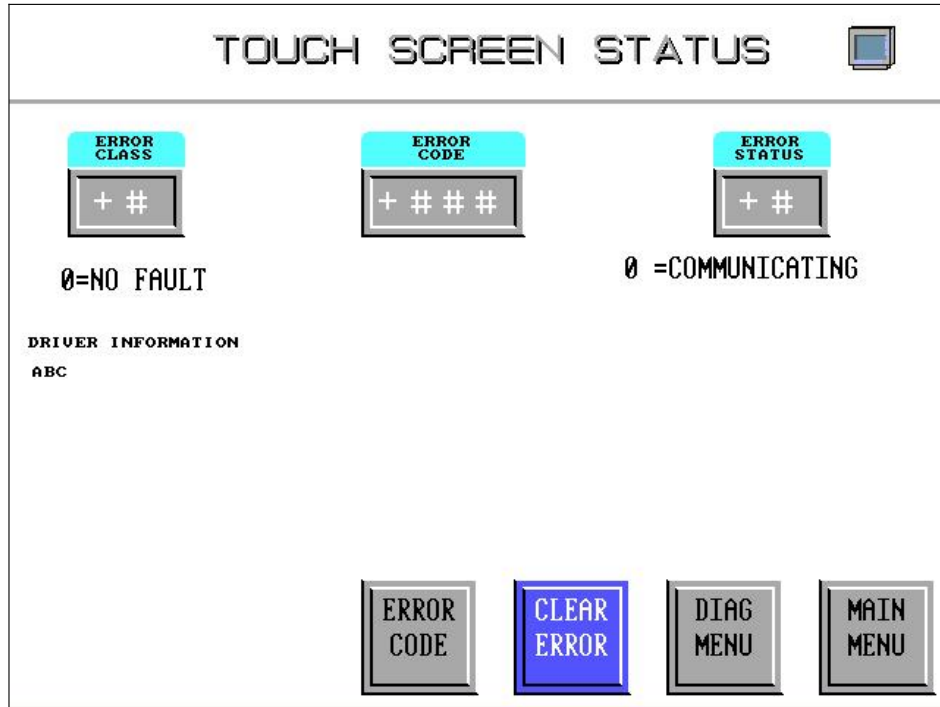 TOUCH SCREEN STATUS
ERROR
CLASS
ERROR
CODE
ERROR
STATUS
+ #
+ # # #
+ #
0=NO FAULT
0 =COMMUNICATING
DRIVER INFORMATION
ABC
ERROR
CODE
CLEAR
ERROR
DIAG
MENU
MAIN
MENU